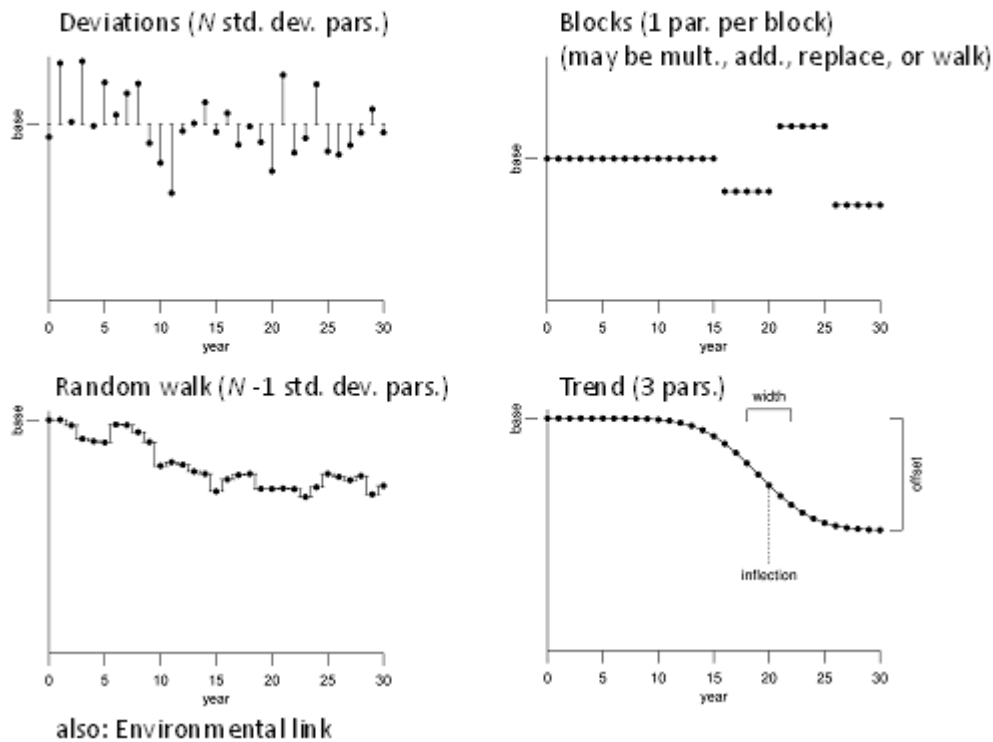 Deviations (N std. dev. pars.)
base
0 5 10 15 20 25 30
year
Blocks (1 par. per block)
(may be mult., add., replace, or walk)
base
0 5 10 15 20 25 30
year
Random walk (N -1 std. dev. pars.)
base
0 5 10 15 20 25 30
year
Trend (3 pars.)
width
base
offset
inflection
0 5 10 15 20 25 30
year
also: Environmental link